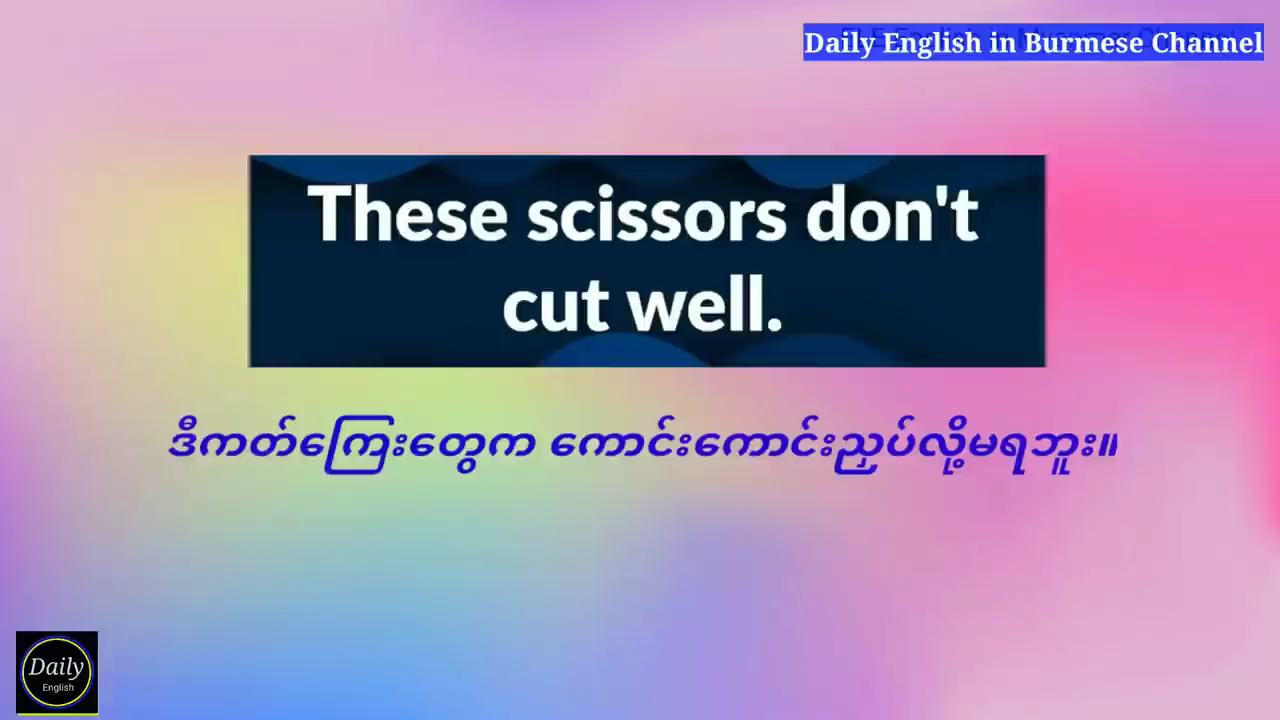 Daily English in Burmese Channel
These scissors don't
cut well.
ဒီကတ်ကြေးတွေက ကောင်းကောင်းညှပ်လို့မရဘူး။
Daily
English